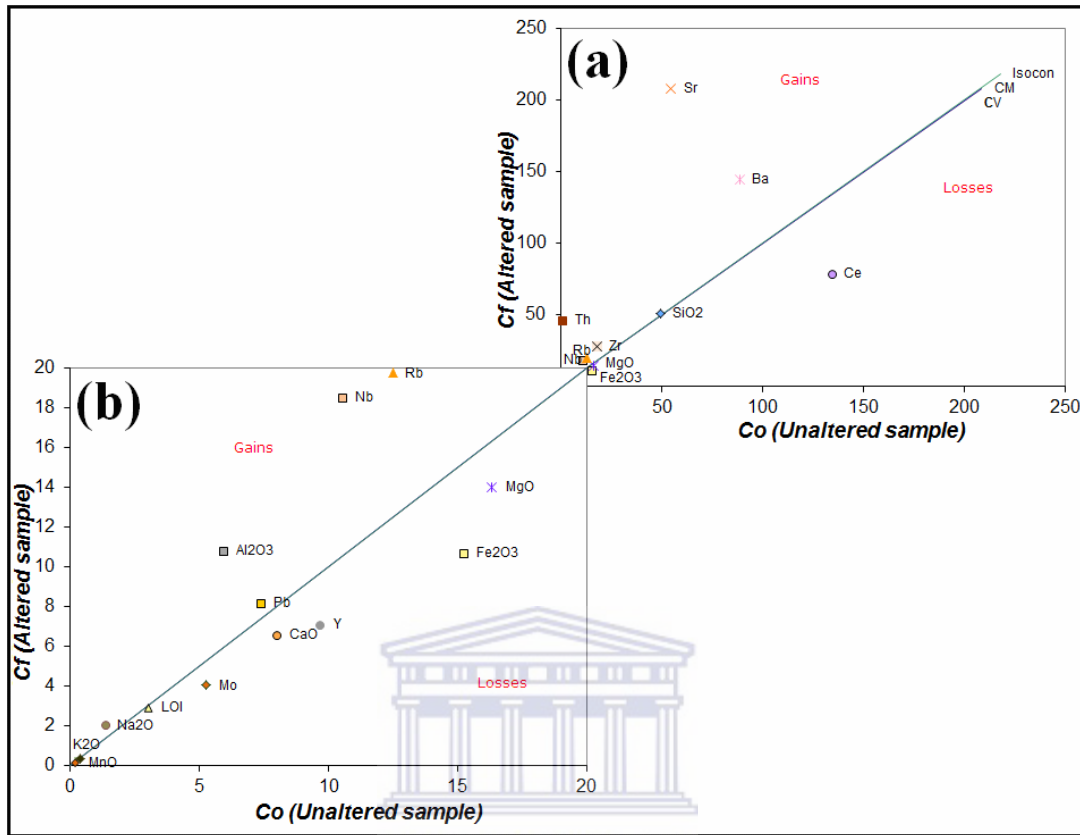 (a)
250
200
150
100
50
Cf (Altered sample)
Sr
Gains
Isocon
CM
CV
Ba
Losses
Ce
SiO2
Th
Zr
Rb
Nb
MgO
Fe2O3
50 100 150 200 250
Co (Unaltered sample)
(b)
20
18
16
14
12
10
8
6
4
2
0
Cf (Altered sample)
Rb
Nb
Gains
MgO
Al2O3
Fe2O3
Pb
Y
CaO
Losses
Mo
LOI
Na2O
K2O
MnO
0 5 10 15 20
Co (Unaltered sample)